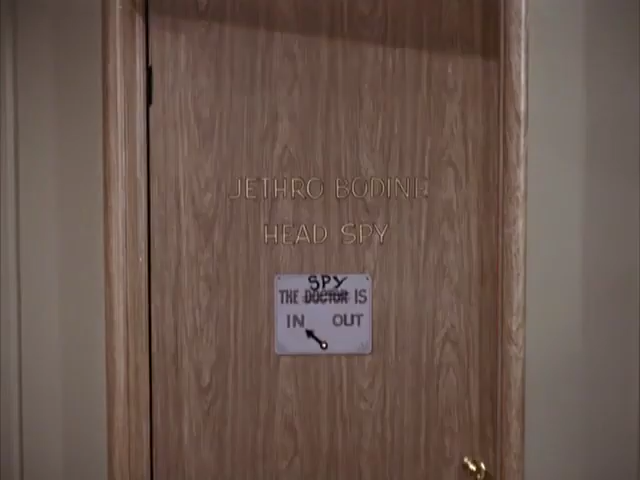 JETHRO BODINE
HEAD SPY
SPY
THE DOCTOR IS
IN OUT